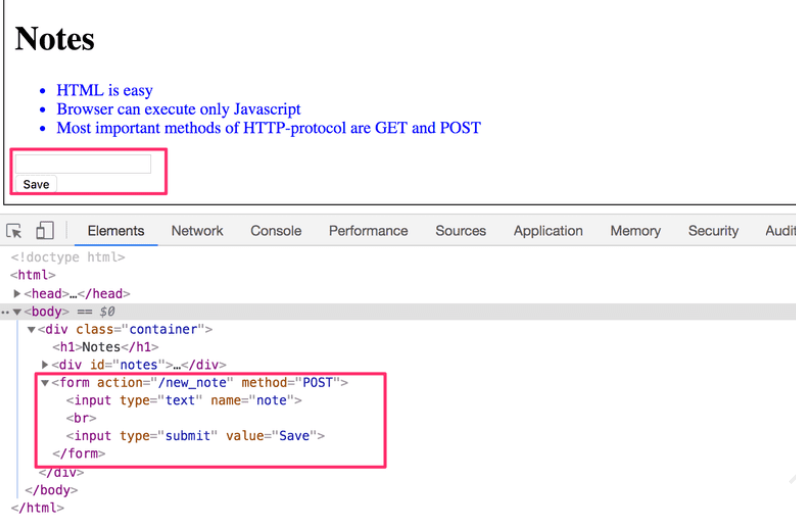 Notes
• HTML is easy
• Browser can execute only Javascript
• Most important methods of HTTP-protocol are GET and POST
Save
Elements Network Console Performance Sources Application Memory Security Audit
<!doctype html>
<html>
▶<head>…</head>
··▼<body> == $0
▼<div class="container">
<h1>Notes</h1>
▶<div id="notes">…</div>
▼<form action="/new_note" method="POST">
<input type="text" name="note">
<br>
<input type="submit" value="Save">
</form>
</div>
</body>
</html>